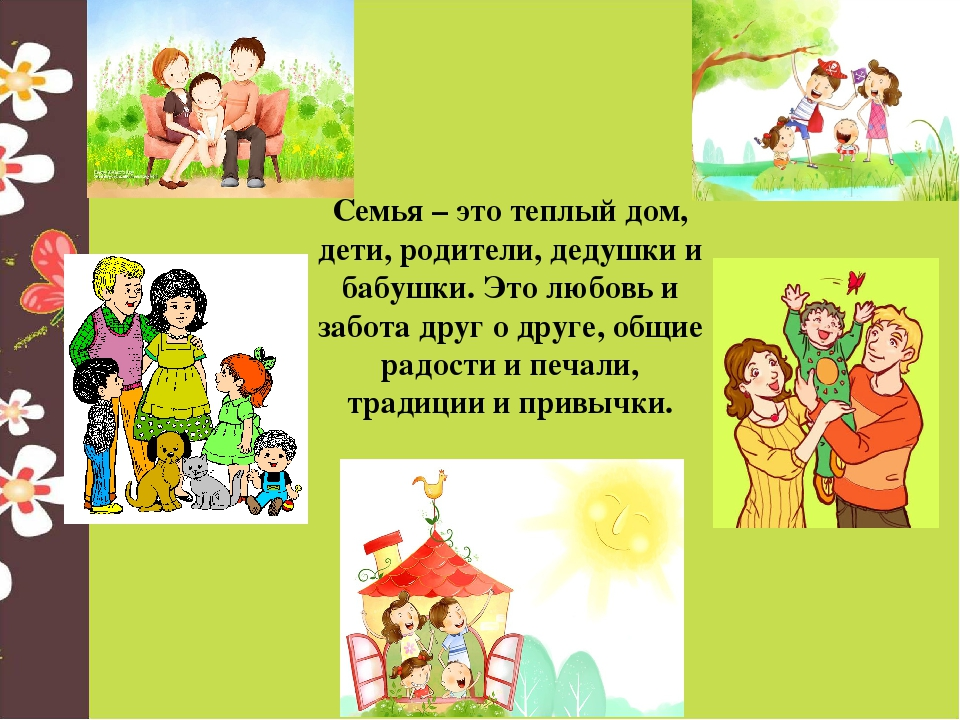 Семья – это теплый дом,
дети, родители, дедушки и
бабушки. Это любовь и
забота друг о друге, общие
радости и печали,
традиции и привычки.